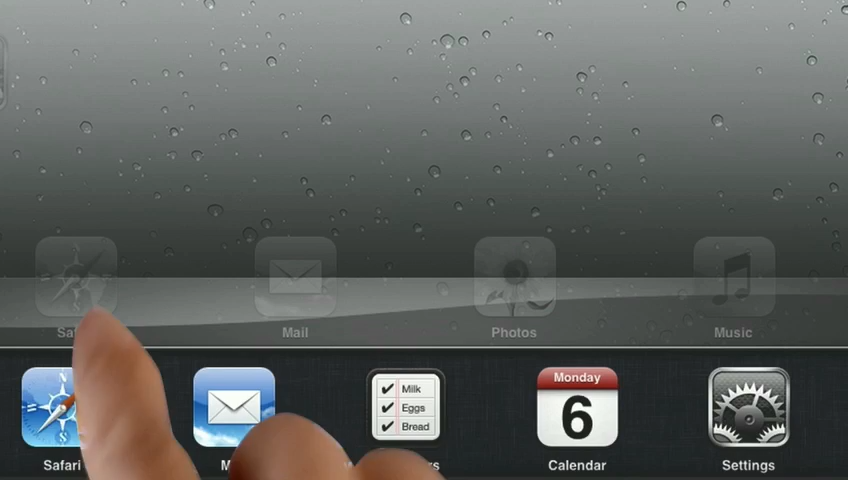 Mail
Photos
Music
Milk
Eggs
Bread
Monday
6
N
S
Safari
Calendar
Settings